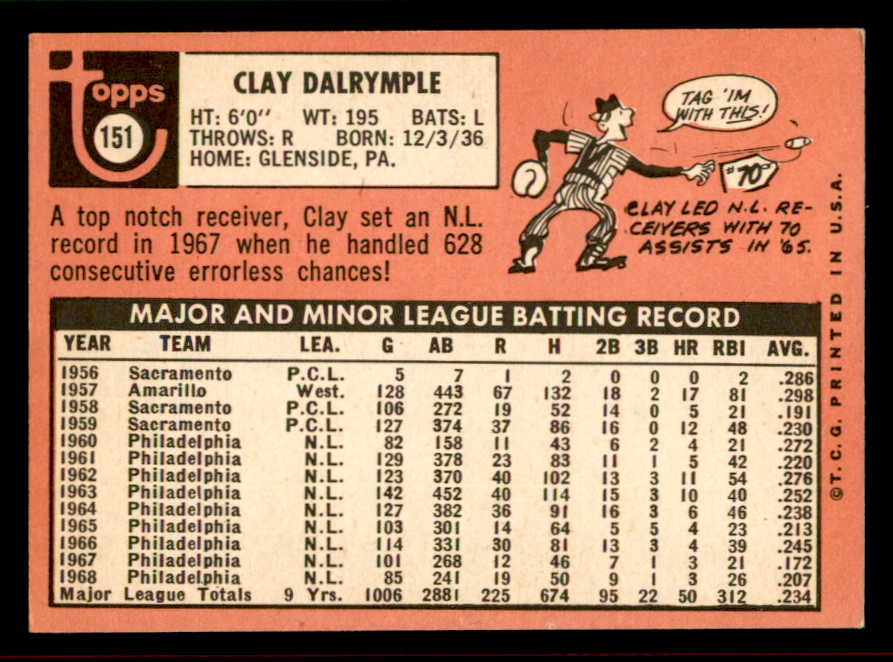 topps
151
CLAY DALRYMPLE
HT: 6'0" WT: 195 BATS: L
THROWS: R BORN: 12/3/36
HOME: GLENSIDE, PA.
TAG 'IM
WITH THIS!
"70"
A top notch receiver, Clay set an N.L.
record in 1967 when he handled 628
consecutive errorless chances!
CLAY LED N.L. RE-
CEIVERS WITH 70
ASSISTS IN '65.
MAJOR AND MINOR LEAGUE BATTING RECORD
YEAR TEAM LEA. G AB R H 2B 3B HR RBI AVG.
1956 Sacramento P.C.L. 5 7 1 2 0 0 0 2 .286
1957 Amarillo West. 128 443 67 132 18 2 17 81 .298
1958 Sacramento P.C.L. 106 272 19 52 14 0 5 21 .191
1959 Sacramento P.C.L. 127 374 37 86 16 0 12 48 .230
1960 Philadelphia N.L. 82 158 11 43 6 2 4 21 .272
1961 Philadelphia N.L. 129 378 23 83 11 1 5 42 .220
1962 Philadelphia N.L. 123 370 40 102 13 3 11 54 .276
1963 Philadelphia N.L. 142 452 40 114 15 3 10 40 .252
1964 Philadelphia N.L. 127 382 36 91 16 3 6 46 .238
1965 Philadelphia N.L. 103 301 14 64 5 5 4 23 .213
1966 Philadelphia N.L. 114 331 30 81 13 3 4 39 .245
1967 Philadelphia N.L. 101 268 12 46 7 1 3 21 .172
1968 Philadelphia N.L. 85 241 19 50 9 1 3 26 .207
Major League Totals 9 Yrs. 1006 2881 225 674 95 22 50 312 .234
©T. C. G. PRINTED IN U.S.A.